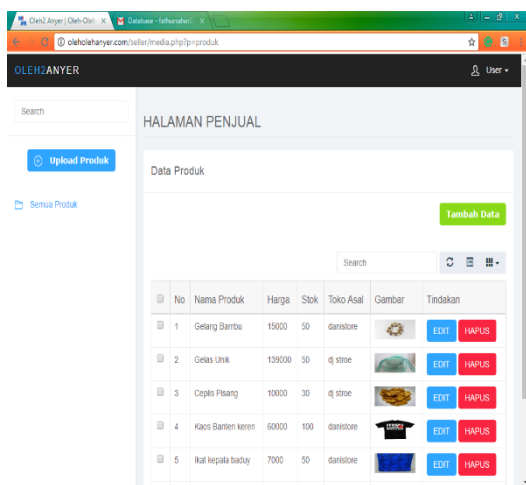 Oleh2 Anyer | Oleh-Oleh
Database - fathursahird
olehclehanyer.com/seller/media.php?p=produk
OLEH2ANYER
User
Search
HALAMAN PENJUAL
Upload Produk
Data Produk
Semua Produk
Tambah Data
Search
No Nama Produk Harga Stok Toko Asal Gambar Tindakan
1 Gelang Bambu 15000 50 danistore EDIT HAPUS
2 Gelas Unik 139000 50 dj stroe EDIT HAPUS
3 Ceplis Pisang 10000 30 dj stroe EDIT HAPUS
4 Kaos Banten keren 60000 100 danistore EDIT HAPUS
5 Ikat kepala baduy 7000 50 danistore EDIT HAPUS